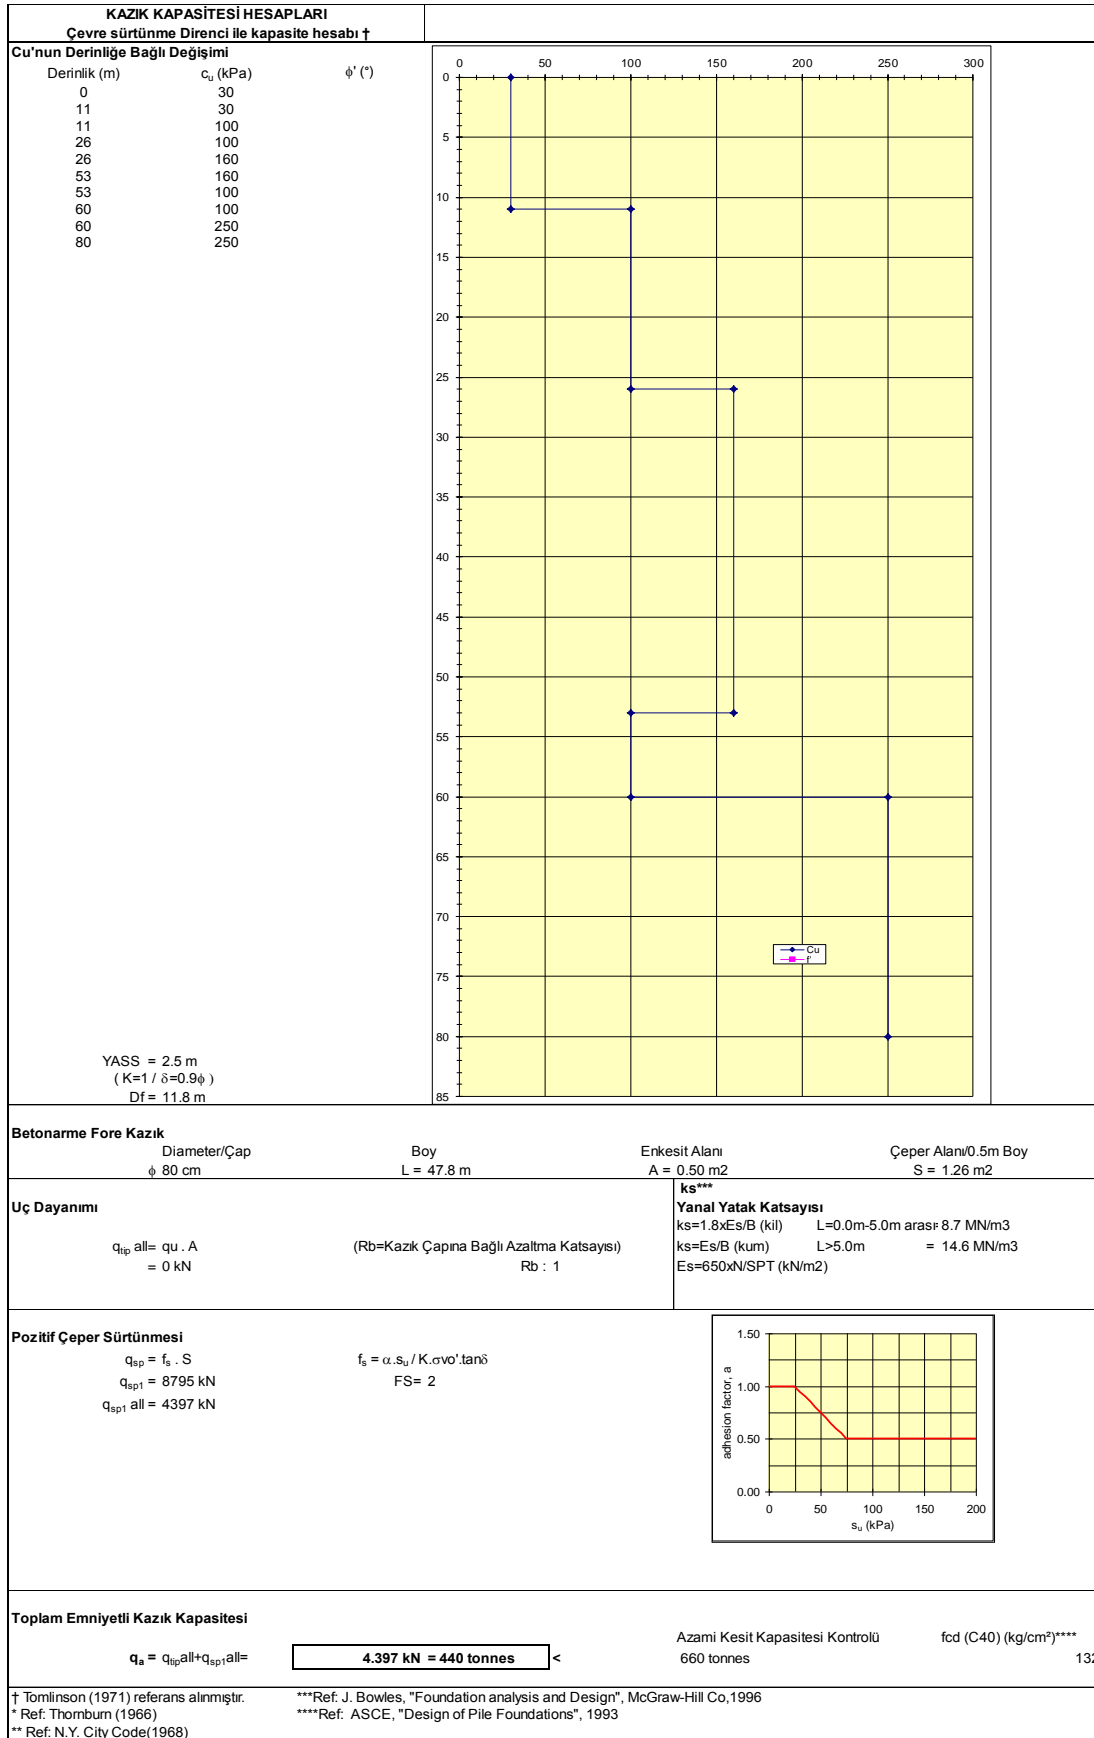 KAZIK KAPASİTESİ HESAPLARI
Çevre sürtünme Direnci ile kapasite hesabı †
Cu'nun Derinliğe Bağlı Değişimi
Derinlik (m) cu (kPa) ϕ' (°)
0 30
11 30
11 100
26 100
26 160
53 160
53 100
60 100
60 250
80 250
0 50 100 150 200 250 300
0
5
10
15
20
25
30
35
40
45
50
55
60
65
70
75
80
85
Cu
f'
YASS = 2.5 m
( K=1 / δ=0.9ϕ )
Df = 11.8 m
Betonarme Fore Kazık
Diameter/Çap Boy Enkesit Alanı Çeper Alanı/0.5m Boy
ϕ 80 cm L = 47.8 m A = 0.50 m2 S = 1.26 m2
Uç Dayanımı
qtip all= qu . A (Rb=Kazık Çapına Bağlı Azaltma Katsayısı)
= 0 kN Rb : 1
ks***
Yanal Yatak Katsayısı
ks=1.8xEs/B (kil) L=0.0m-5.0m arası= 8.7 MN/m3
ks=Es/B (kum) L>5.0m = 14.6 MN/m3
Es=650xN/SPT (kN/m2)
Pozitif Çeper Sürtünmesi
qsp = fs . S fs = α.su / K.σvo'.tanδ
qsp1 = 8795 kN FS= 2
qsp1 all = 4397 kN
adhesion factor, a
1.50
1.00
0.50
0.00
0 50 100 150 200
su (kPa)
Toplam Emniyetli Kazık Kapasitesi
Azami Kesit Kapasitesi Kontrolü fcd (C40) (kg/cm²)****
qa = qtipall+qsp1all= 4.397 kN = 440 tonnes < 660 tonnes 132
† Tomlinson (1971) referans alınmıştır. ***Ref: J. Bowles, "Foundation analysis and Design", McGraw-Hill Co,1996
* Ref: Thornburn (1966) ****Ref: ASCE, "Design of Pile Foundations", 1993
** Ref: N.Y. City Code(1968)